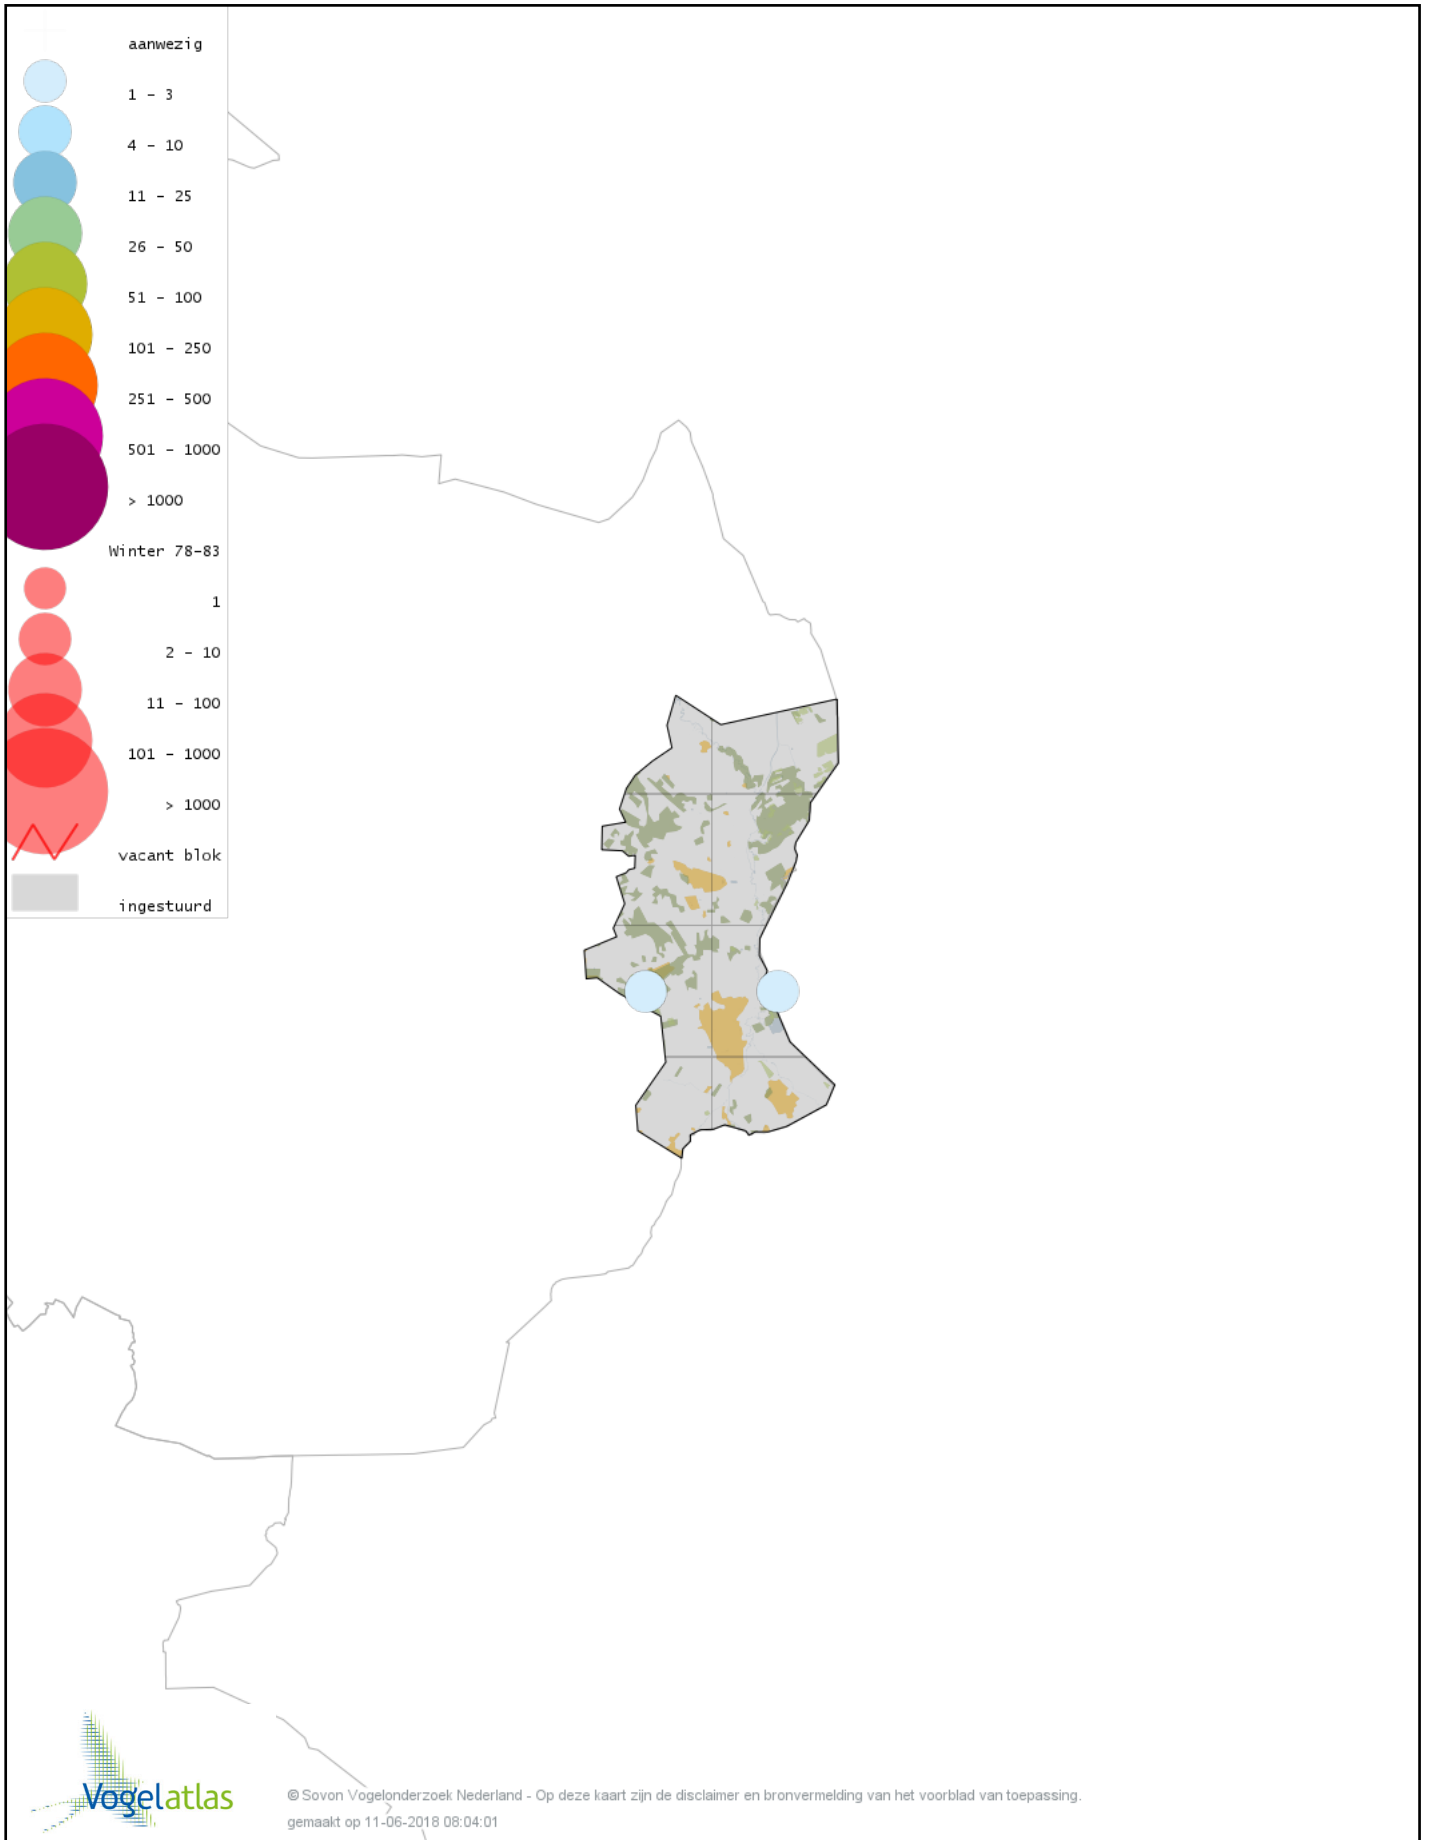 aanwezig
1 - 3
4 - 10
11 - 25
26 - 50
51 - 100
101 - 250
251 - 500
501 - 1000
> 1000
Winter 78-83
1
2 - 10
11 - 100
101 - 1000
> 1000
vacant blok
ingestuurd
Vogelatlas
© Sovon Vogelonderzoek Nederland - Op deze kaart zijn de disclaimer en bronvermelding van het voorblad van toepassing.
gemaakt op 11-06-2018 08:04:01